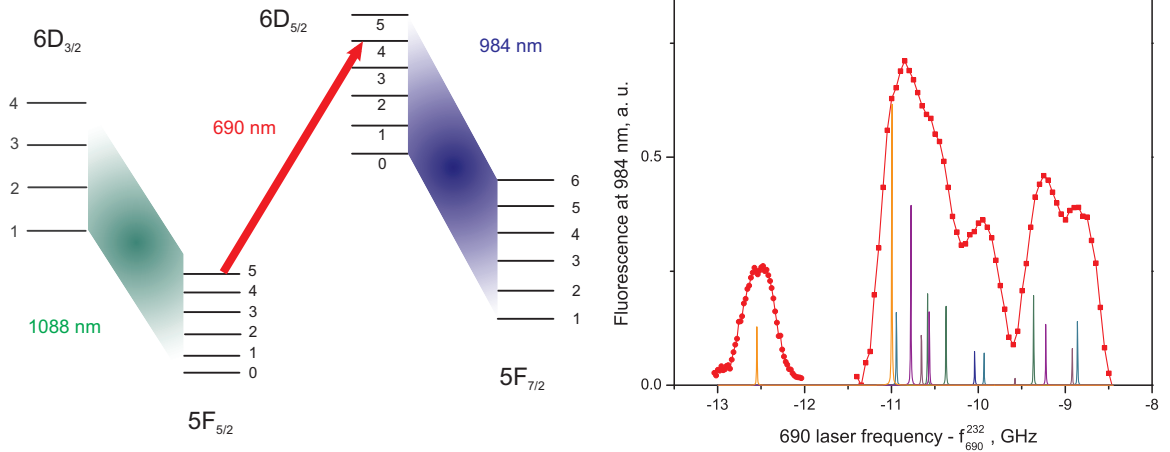 6D3/2
4
3
2
1
1088 nm
690 nm
6D5/2
5
4
3
2
1
0
984 nm
5
4
3
2
1
0
5F5/2
6
5
4
3
2
1
5F7/2
Fluorescence at 984 nm, a. u.
0.5
0.0
-13 -12 -11 -10 -9 -8
690 laser frequency - f 232 690 , GHz